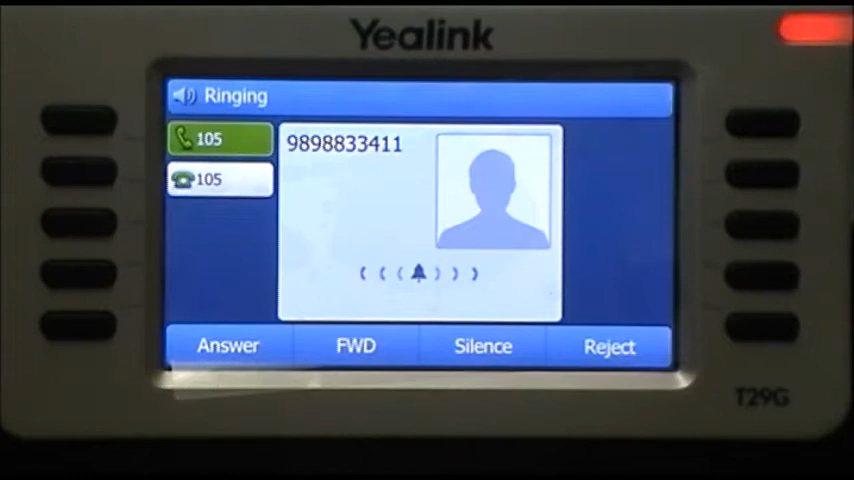 Yealink
Ringing
105
9898833411
105
Answer FWD Silence Reject
T29G